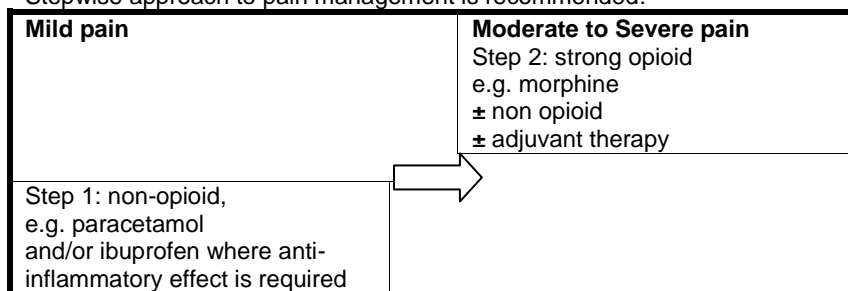 Stepwise approach to pain management is recommended:
Mild pain
Step 1: non-opioid,
e.g. paracetamol
and/or ibuprofen where anti-
inflammatory effect is required
Moderate to Severe pain
Step 2: strong opioid
e.g. morphine
± non opioid
± adjuvant therapy